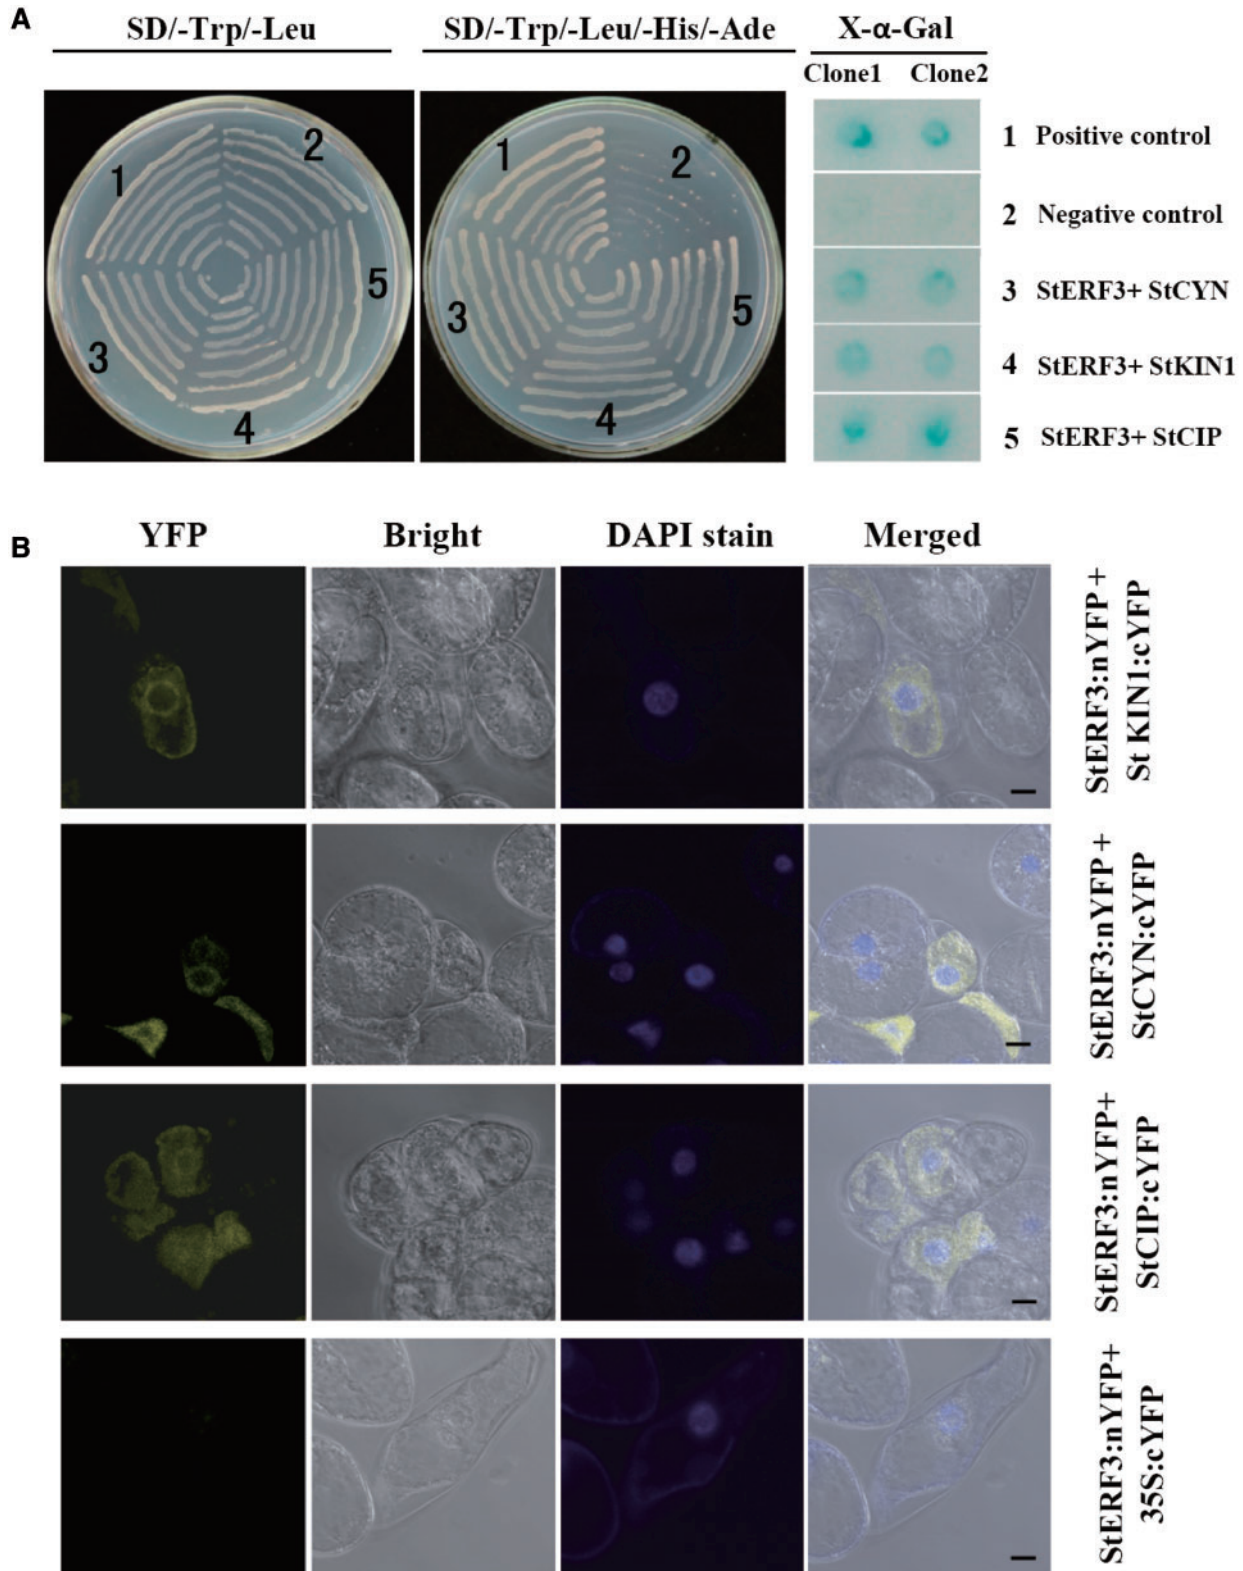 A
SD/-Trp/-Leu
SD/-Trp/-Leu/-His/-Ade
X-α-Gal
Clone1 Clone2
1
2
3
4
5
1
2
3
4
5
1 Positive control
2 Negative control
3 StERF3+ StCYN
4 StERF3+ StKIN1
5 StERF3+ StCIP
B
YFP
Bright
DAPI stain
Merged
StERF3:nYFP +
St KIN1:cYFP
StERF3:nYFP +
StCYN:cYFP
StERF3:nYFP+
StCIP:cYFP
StERF3:nYFP+
35S:cYFP